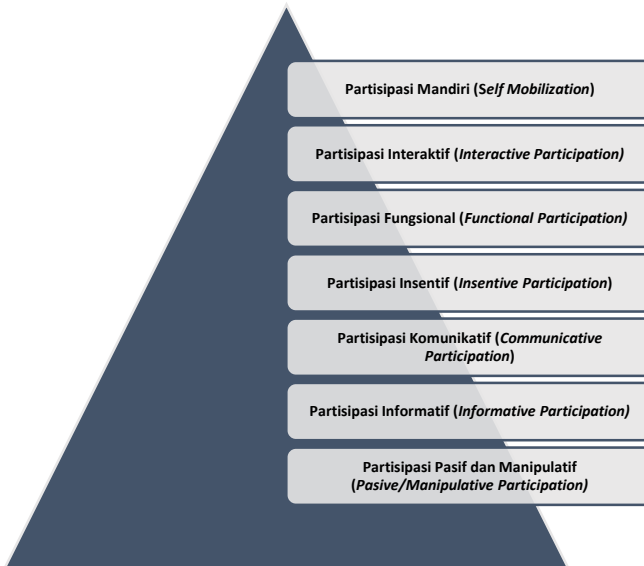 Partisipasi Mandiri (Self Mobilization)
Partisipasi Interaktif (Interactive Participation)
Partisipasi Fungsional (Functional Participation)
Partisipasi Insentif (Insentive Participation)
Partisipasi Komunikatif (Communicative
Participation)
Partisipasi Informatif (Informative Participation)
Partisipasi Pasif dan Manipulatif
(Pasive/Manipulative Participation)